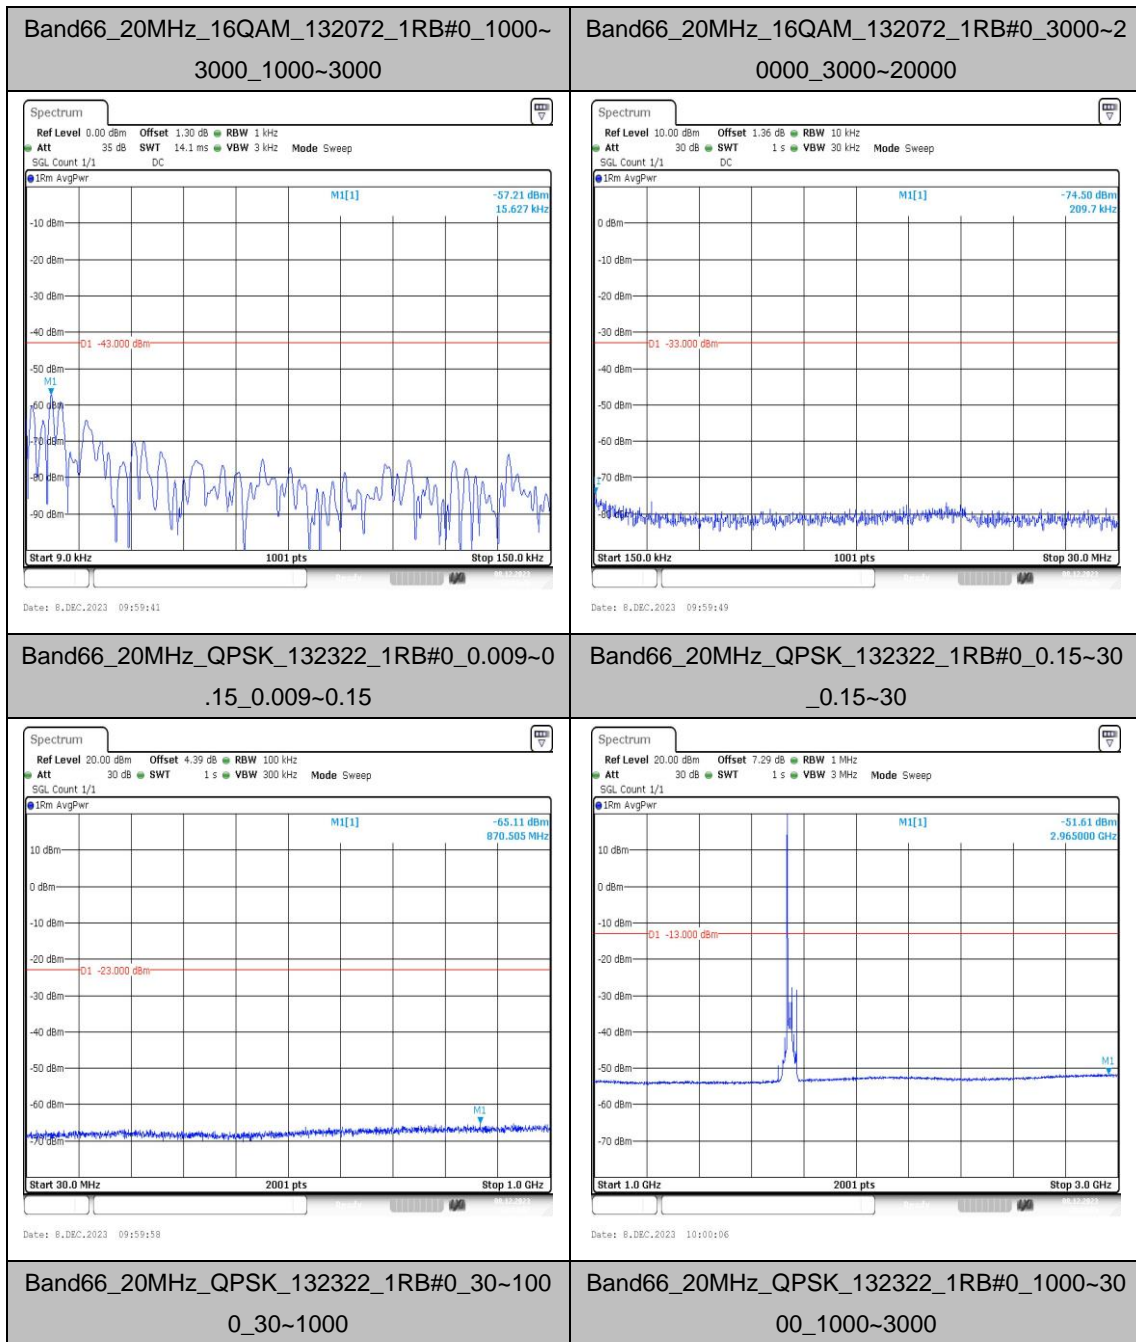 Band66_20MHz_16QAM_132072_1RB#0_1000~
3000_1000~3000
Band66_20MHz_16QAM_132072_1RB#0_3000~2
0000_3000~20000
Spectrum
Ref Level 0.00 dBm Offset 1.30 dB RBW 1 kHz
Att 35 dB SWT 14.1 ms VBW 3 kHz Mode Sweep
SGL Count 1/1 DC
1Rm AvgPwr
M1[1] -57.21 dBm
15.627 kHz
-10 dBm
-20 dBm
-30 dBm
-40 dBm
D1 -43.000 dBm
-50 dBm
M1
-60 dBm
-70 dBm
-80 dBm
-90 dBm
Start 9.0 kHz 1001 pts Stop 150.0 kHz
Date: 8.DEC.2023 09:59:41
Spectrum
Ref Level 10.00 dBm Offset 1.36 dB RBW 10 kHz
Att 30 dB SWT 1 s VBW 30 kHz Mode Sweep
SGL Count 1/1 DC
1Rm AvgPwr
M1[1] -74.50 dBm
209.7 kHz
0 dBm
-10 dBm
-20 dBm
-30 dBm
D1 -33.000 dBm
-40 dBm
-50 dBm
-60 dBm
-70 dBm
-80 dBm
Start 150.0 kHz 1001 pts Stop 30.0 MHz
Date: 8.DEC.2023 09:59:49
Band66_20MHz_QPSK_132322_1RB#0_0.009~0
.15_0.009~0.15
Band66_20MHz_QPSK_132322_1RB#0_0.15~30
_0.15~30
Spectrum
Ref Level 20.00 dBm Offset 4.39 dB RBW 100 kHz
Att 30 dB SWT 1 s VBW 300 kHz Mode Sweep
SGL Count 1/1
1Rm AvgPwr
M1[1] -65.11 dBm
870.505 MHz
10 dBm
0 dBm
-10 dBm
-20 dBm
D1 -23.000 dBm
-30 dBm
-40 dBm
-50 dBm
-60 dBm
M1
-70 dBm
Start 30.0 MHz 2001 pts Stop 1.0 GHz
Date: 8.DEC.2023 09:59:58
Spectrum
Ref Level 20.00 dBm Offset 7.29 dB RBW 1 MHz
Att 30 dB SWT 1 s VBW 3 MHz Mode Sweep
SGL Count 1/1
1Rm AvgPwr
M1[1] -51.61 dBm
2.965000 GHz
10 dBm
0 dBm
-10 dBm
D1 -13.000 dBm
-20 dBm
-30 dBm
-40 dBm
-50 dBm
M1
-60 dBm
-70 dBm
Start 1.0 GHz 2001 pts Stop 3.0 GHz
Date: 8.DEC.2023 10:00:06
Band66_20MHz_QPSK_132322_1RB#0_30~100
0_30~1000
Band66_20MHz_QPSK_132322_1RB#0_1000~30
00_1000~3000